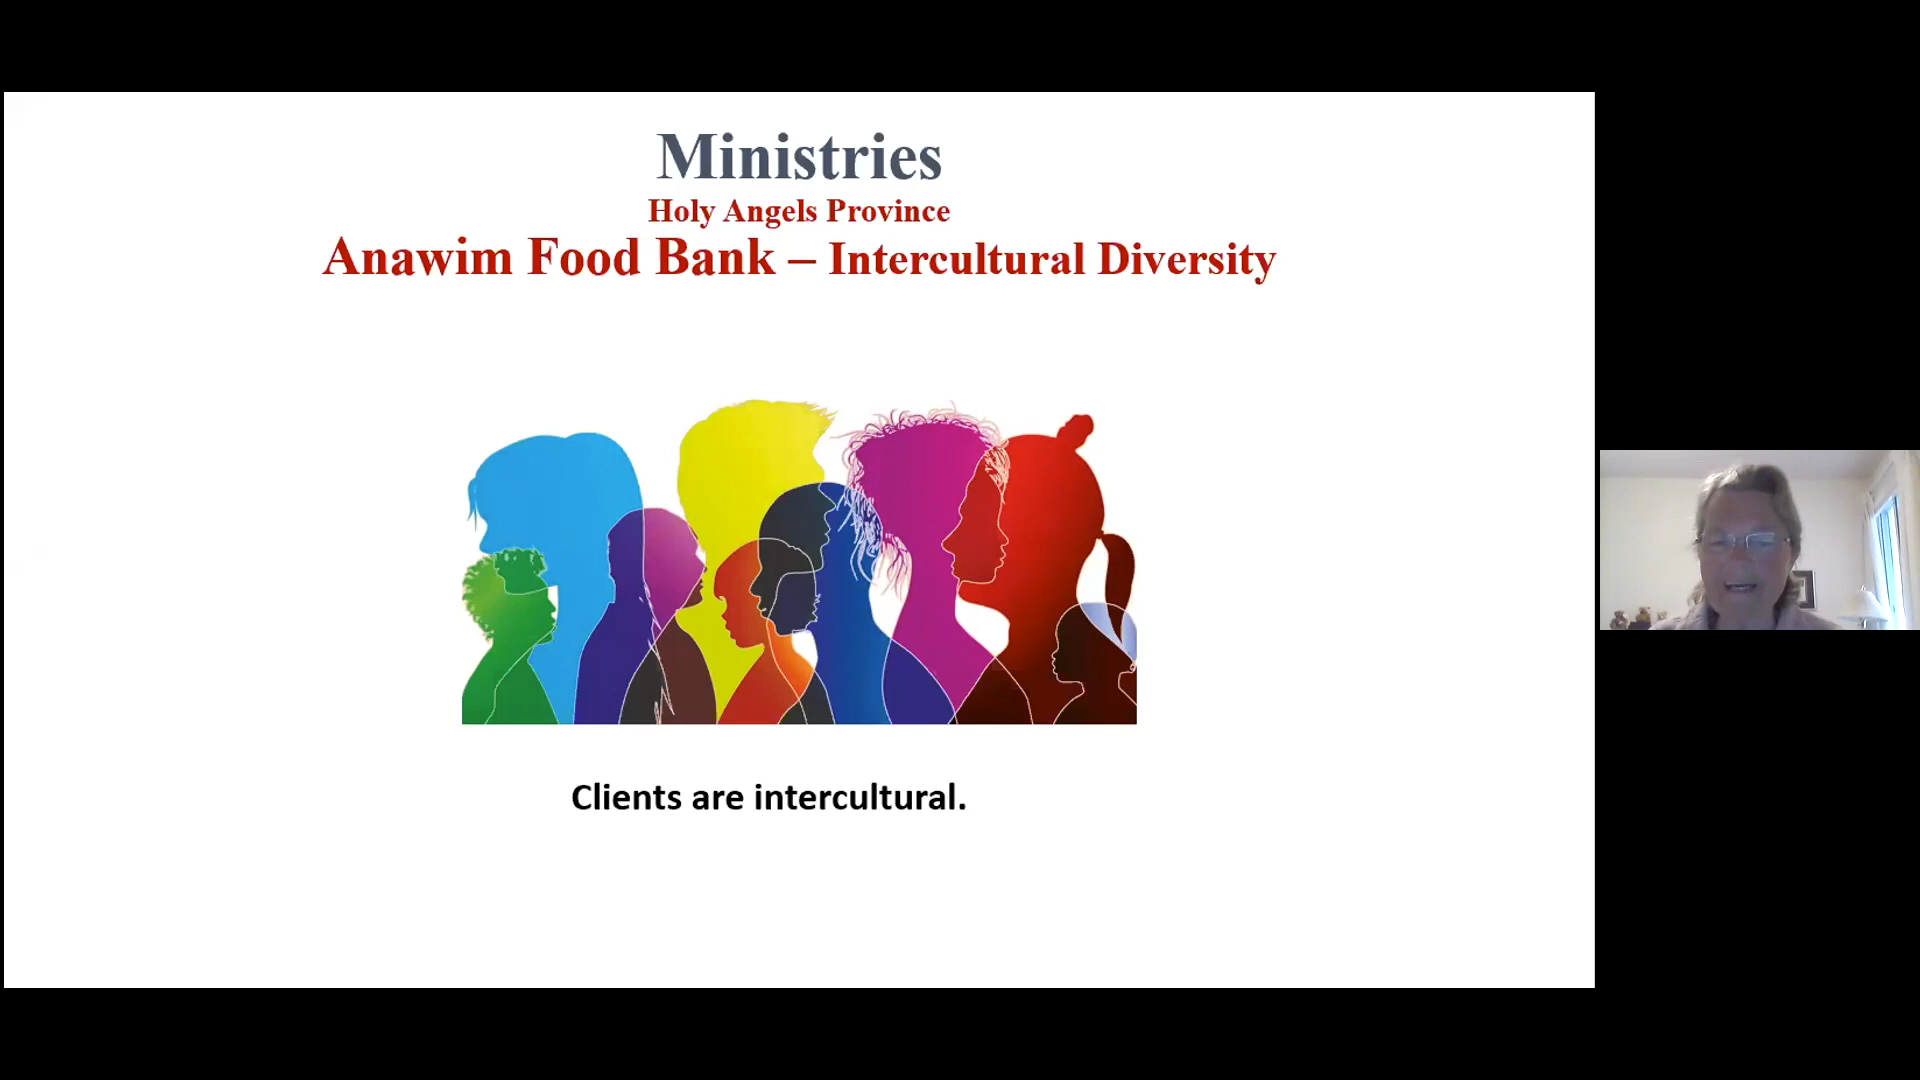 Ministries
Holy Angels Province
Anawim Food Bank – Intercultural Diversity
Clients are intercultural.